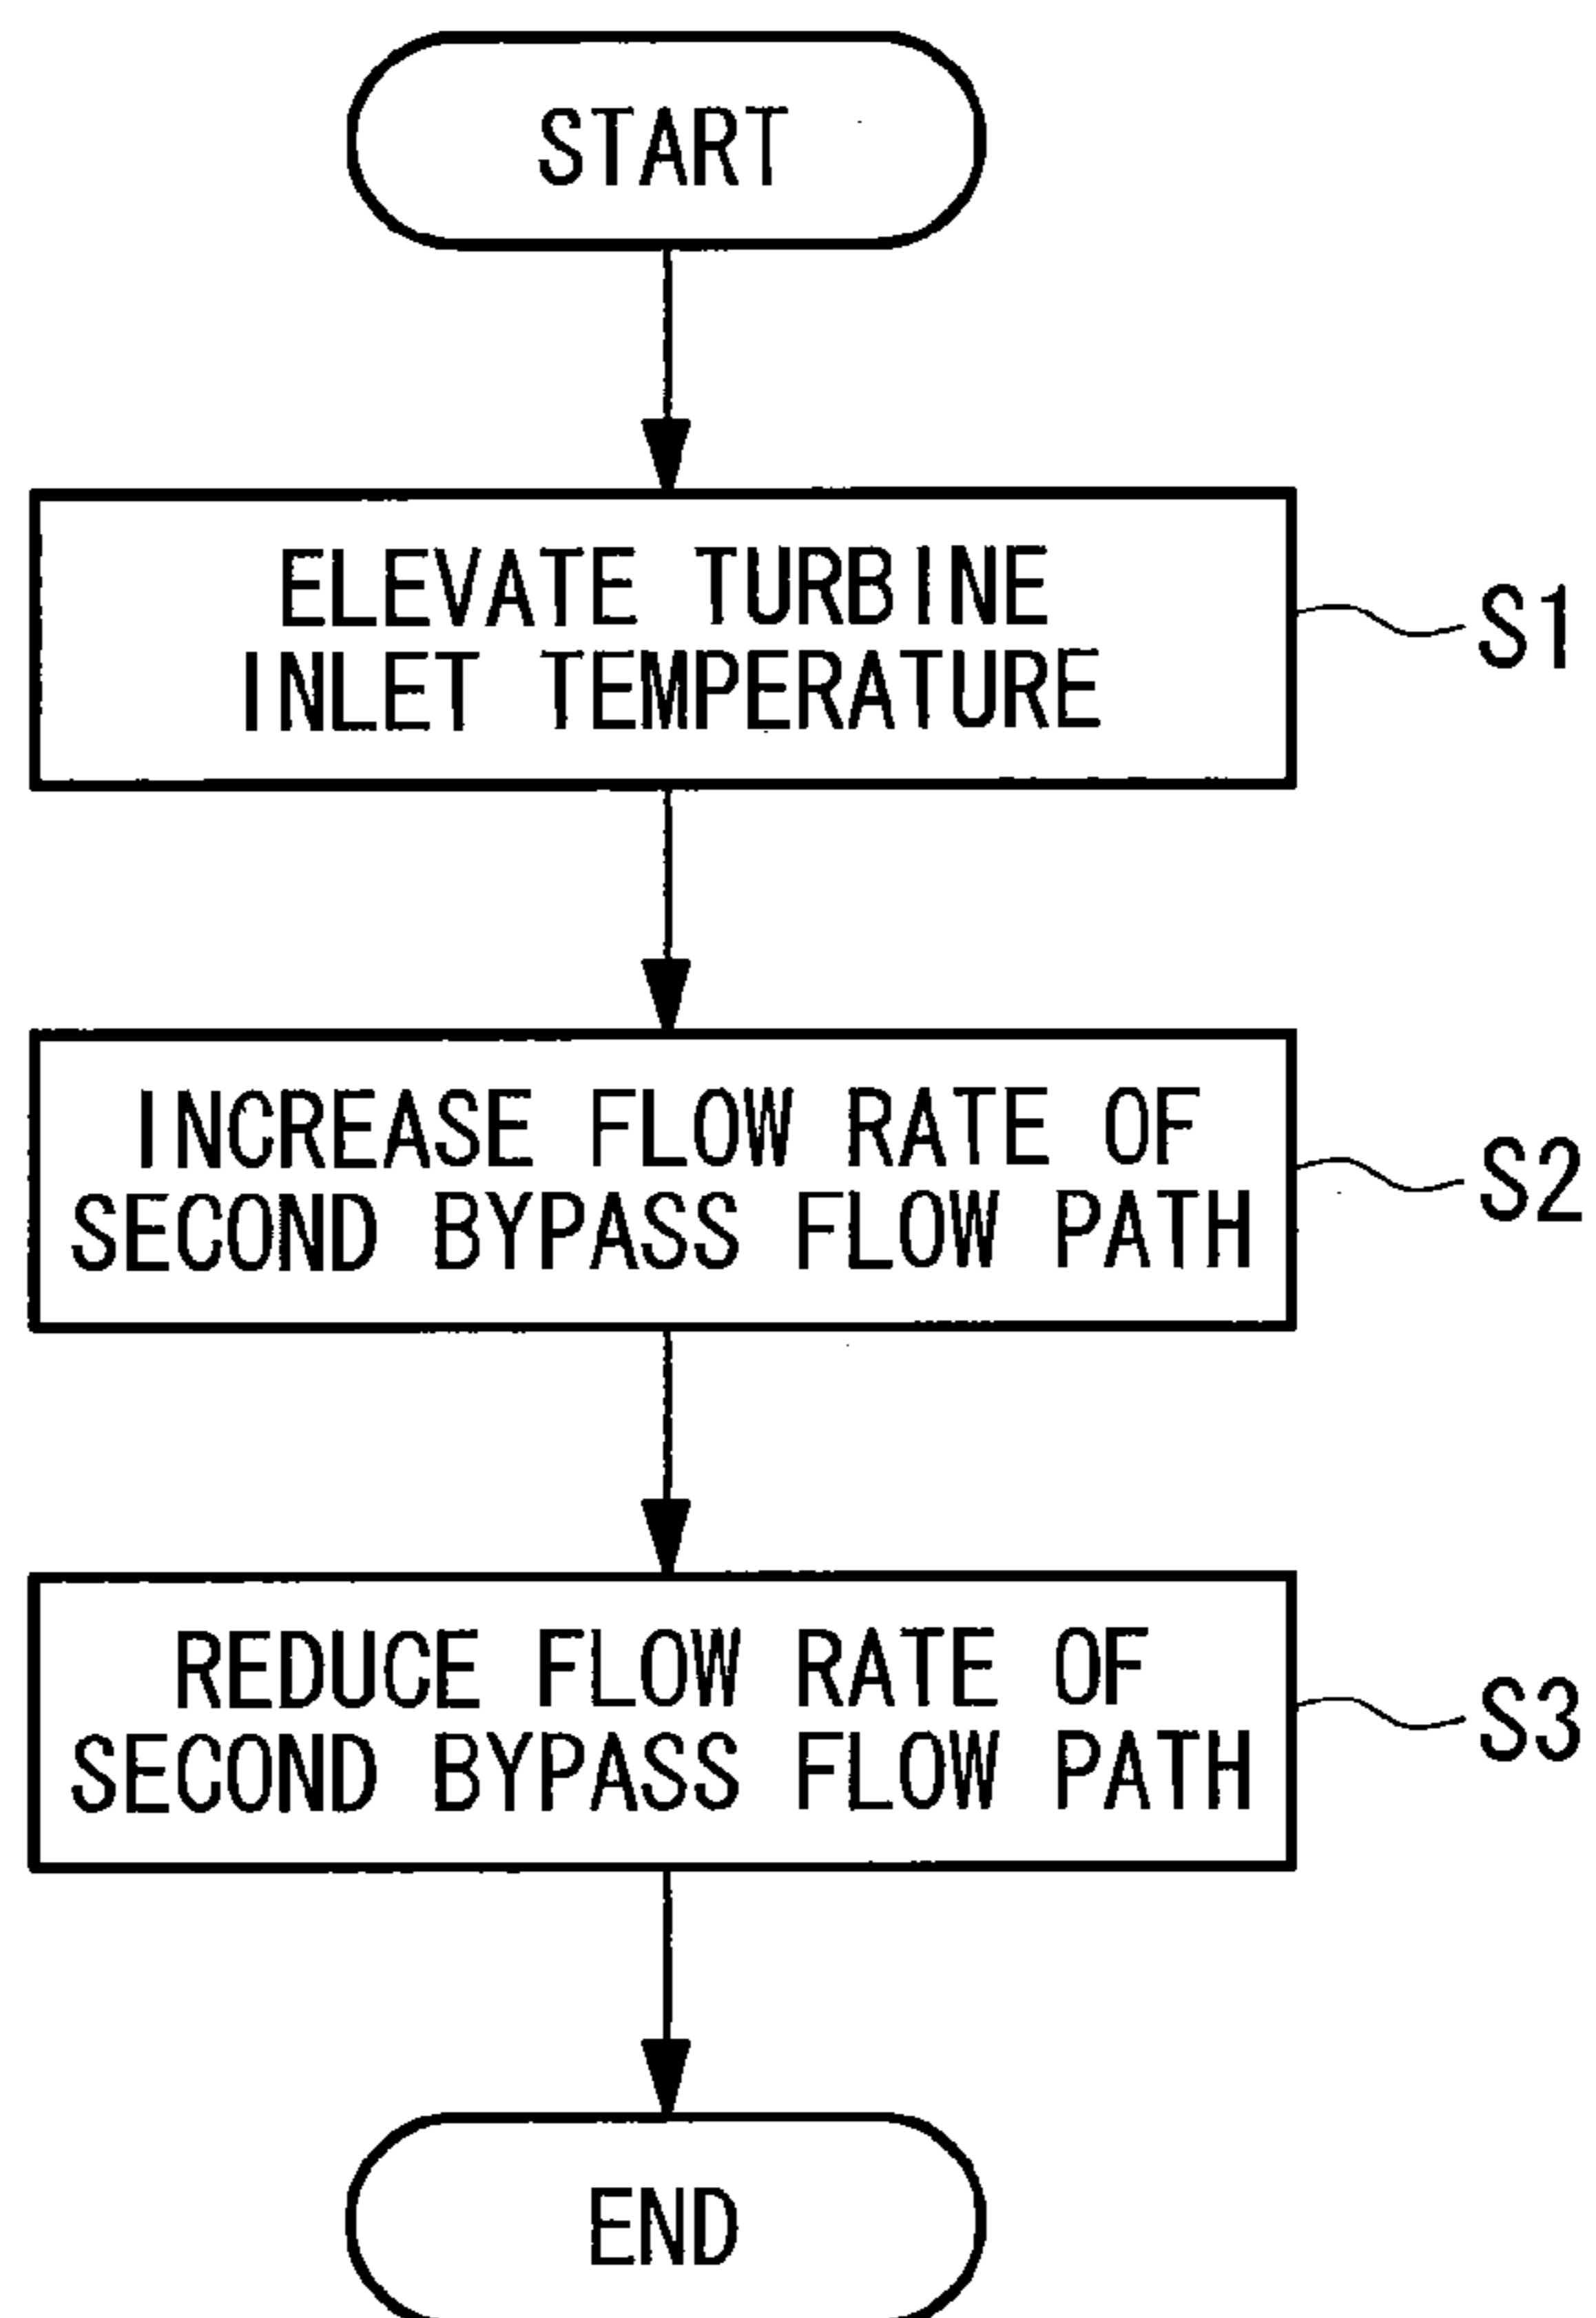 START
ELEVATE TURBINE
INLET TEMPERATURE
S1
INCREASE FLOW RATE OF
SECOND BYPASS FLOW PATH
S2
REDUCE FLOW RATE OF
SECOND BYPASS FLOW PATH
S3
END